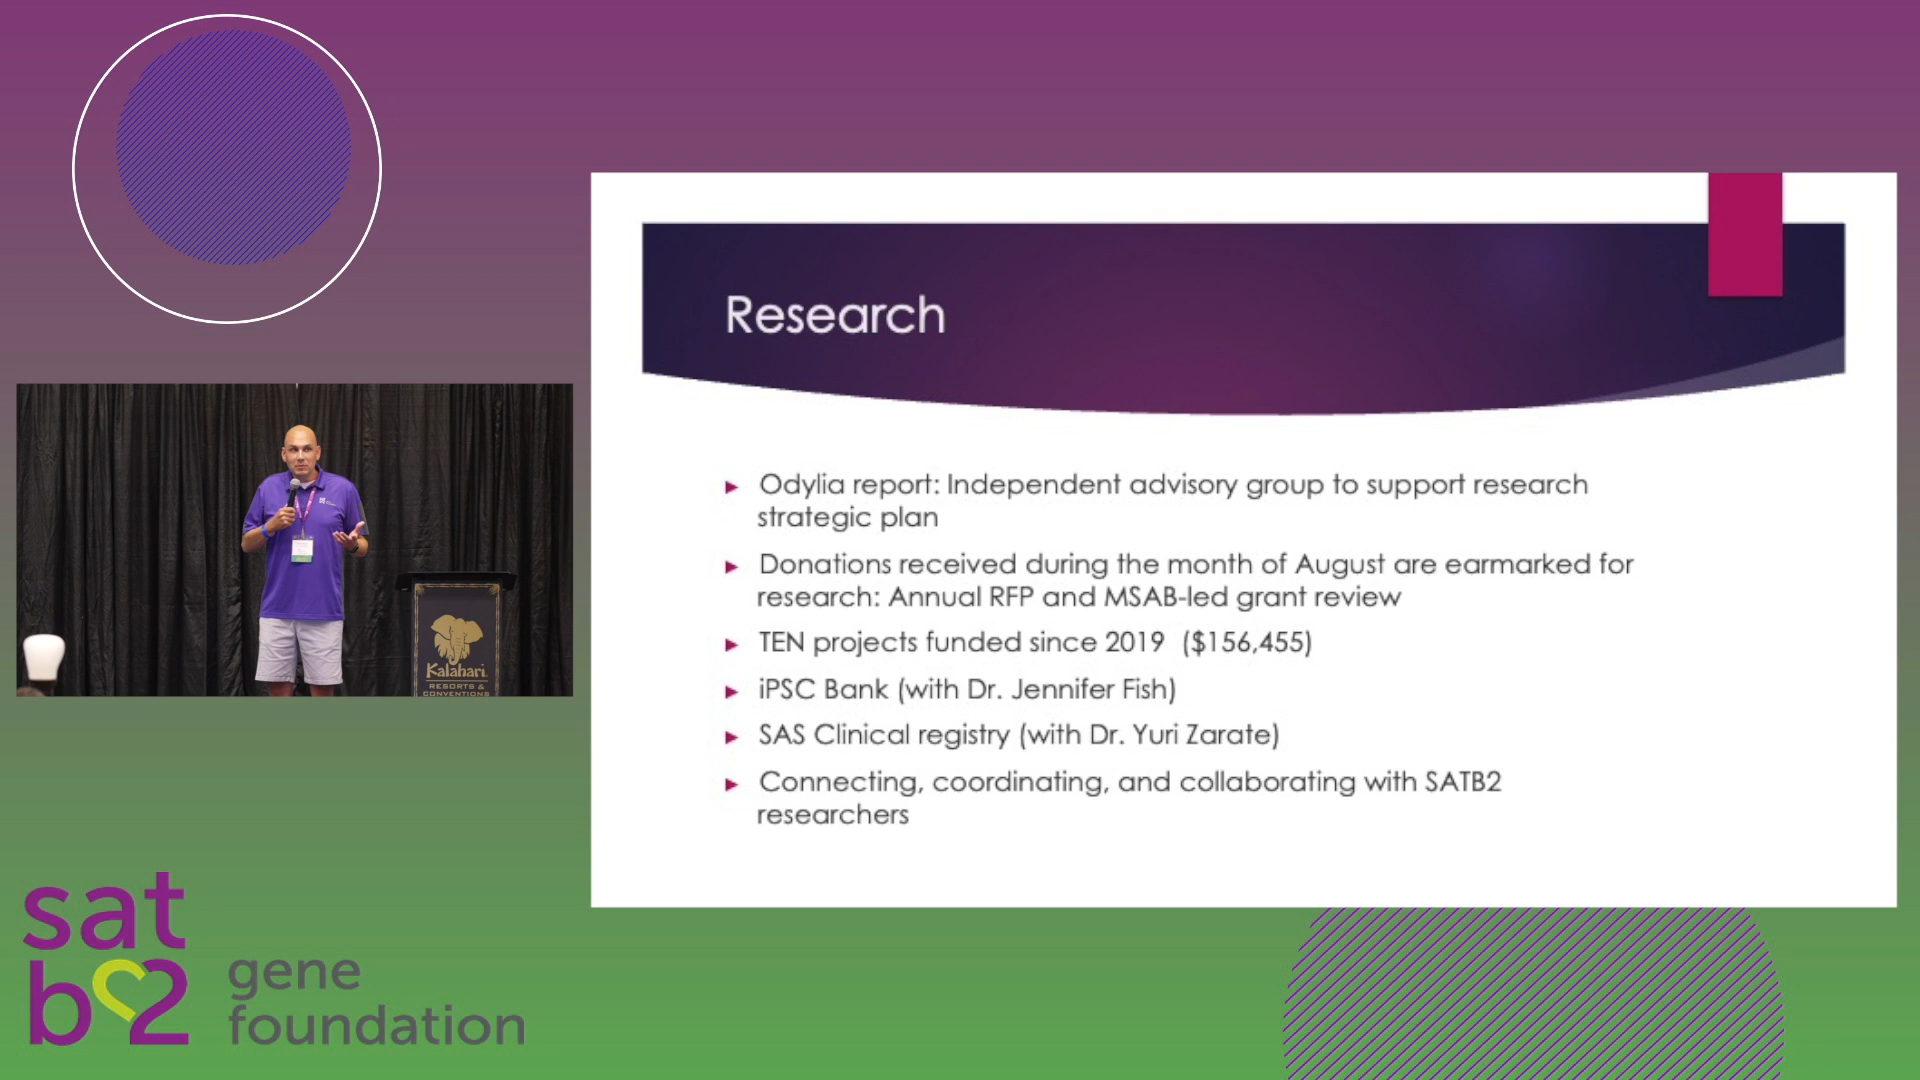 Research
► Odylia report: Independent advisory group to support research
strategic plan
► Donations received during the month of August are earmarked for
research: Annual RFP and MSAB-led grant review
► TEN projects funded since 2019 ($156,455)
► iPSC Bank (with Dr. Jennifer Fish)
► SAS Clinical registry (with Dr. Yuri Zarate)
► Connecting, coordinating, and collaborating with SATB2
researchers
Kalahari
RESORTS &
CONVENTIONS
sat
b2
gene
foundation